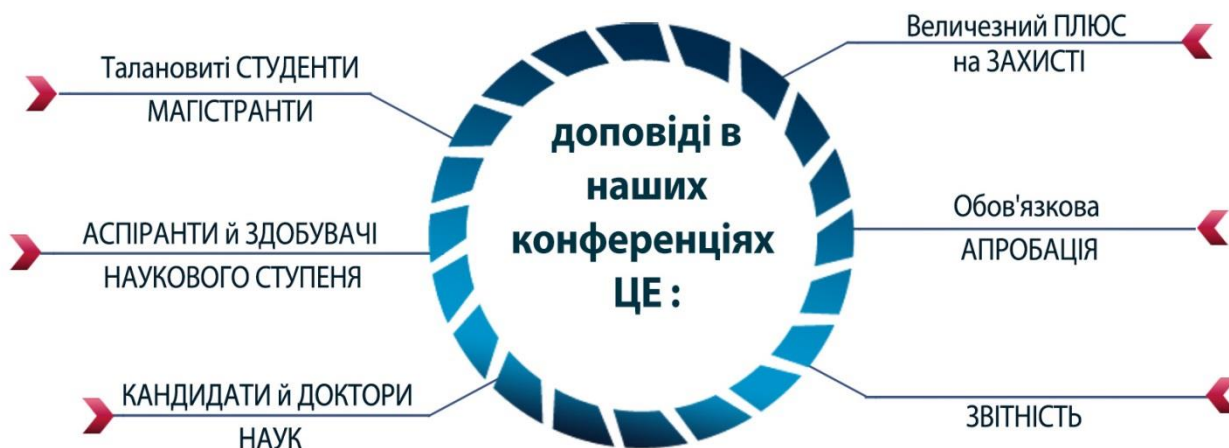 Талановиті СТУДЕНТИ
МАГІСТРАНТИ
АСПІРАНТИ й ЗДОБУВАЧІ
НАУКОВОГО СТУПЕНЯ
КАНДИДАТИ й ДОКТОРИ
НАУК
доповіді в
наших
конференціях
ЦЕ :
Величезний ПЛЮС
на ЗАХИСТІ
Обов'язкова
АПРОБАЦІЯ
ЗВІТНІСТЬ